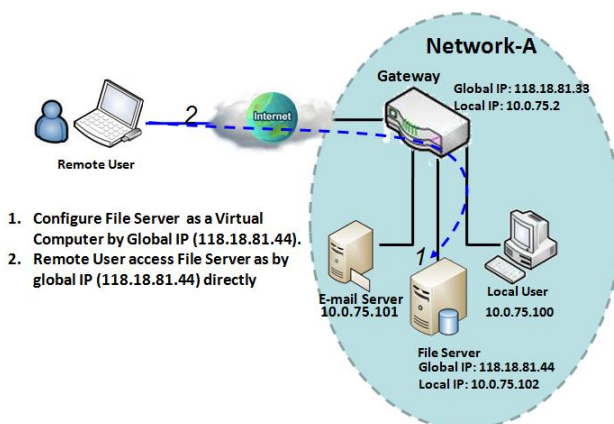 Network-A
Gateway
Global IP: 118.18.81.33
Local IP: 10.0.75.2
2
Internet
Remote User
1. Configure File Server as a Virtual
Computer by Global IP (118.18.81.44).
2. Remote User access File Server as by
global IP (118.18.81.44) directly
1
E-mail Server
10.0.75.101
Local User
10.0.75.100
File Server
Global IP: 118.18.81.44
Local IP: 10.0.75.102